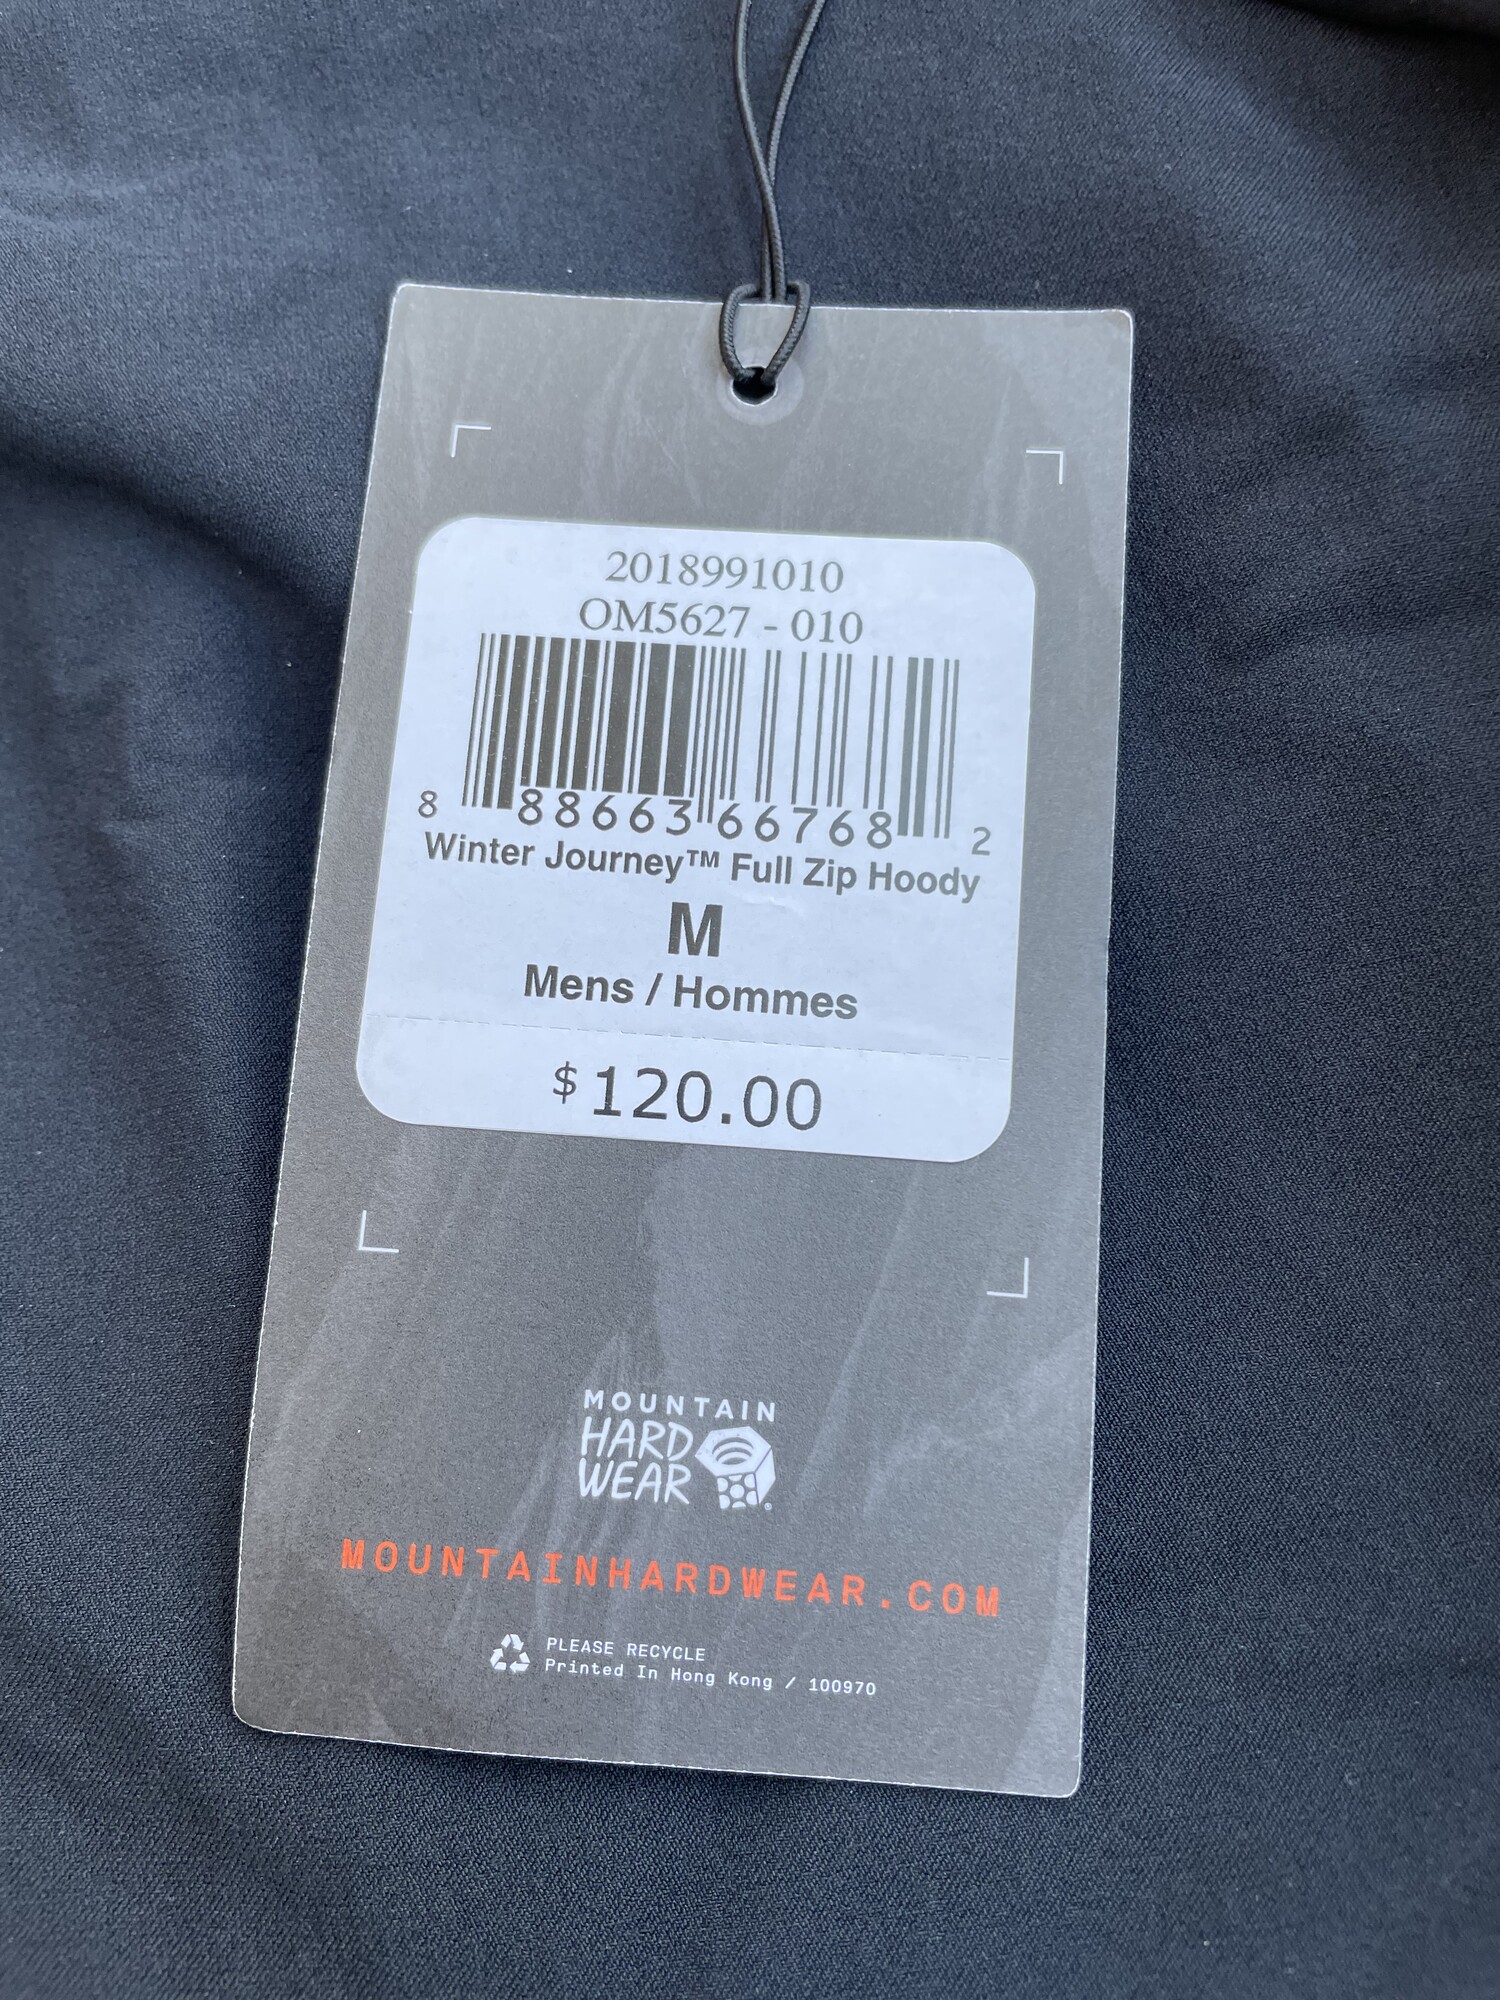 2018991010
OM5627 - 010
8 88663 66768 2
Winter Journey™ Full Zip Hoody
M
Mens / Hommes
$120.00
MOUNTAIN
HARD
WEAR
MOUNTAINHARDWEAR.COM
PLEASE RECYCLE
Printed In Hong Kong / 100970